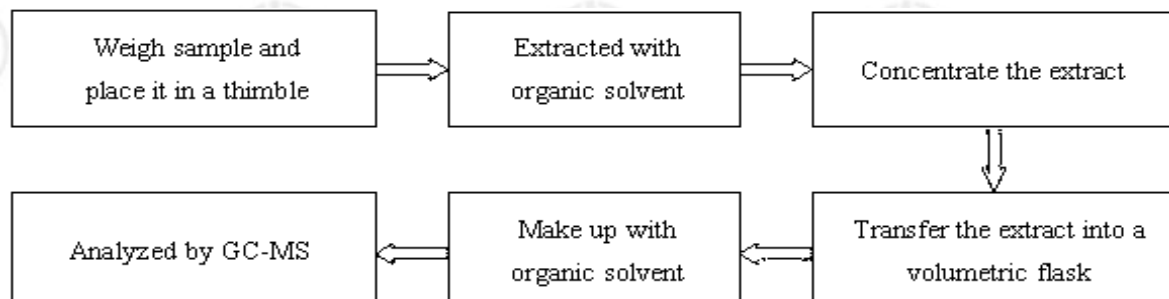 Weigh sample and
place it in a thimble
Extracted with
organic solvent
Concentrate the extract
Transfer the extract into a
volumetric flask
Make up with
organic solvent
Analyzed by GC-MS